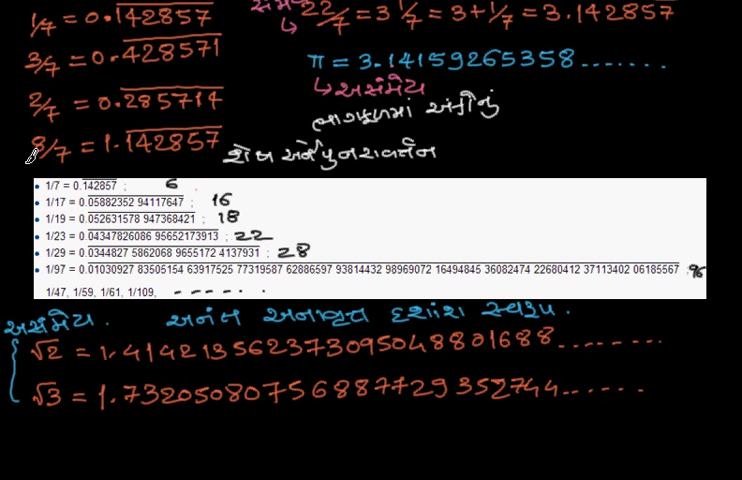 1/7 = 0.142857
સંમે
↳ 22/7 = 3 1/7 = 3+1/7 = 3.142857
3/7 = 0.428571
π = 3.14159265358.......
↳ અસંમેય
2/7 = 0.285714
ભાગફળમાં અંકોનું
8/7 = 1.142857
શેષ અને પુનરાવર્તન
• 1/7 = 0.142857 ; 6
• 1/17 = 0.05882352 94117647 ; 16
• 1/19 = 0.052631578 947368421 ; 18
• 1/23 = 0.04347826086 95652173913 ; 22
• 1/29 = 0.0344827 5862068 9655172 4137931 ; 28
• 1/97 = 0.01030927 83505154 63917525 77319587 62886597 93814432 98969072 16494845 36082474 22680412 37113402 06185567 96
1/47, 1/59, 1/61, 1/109, - - - - . .
અસંમેય. અનંત અનાવૃત્ત દશાંશ સ્વરૂપ.
√2 = 1.41421356237309504880 1688.........
√3 = 1.7320508075688772935 2744.......